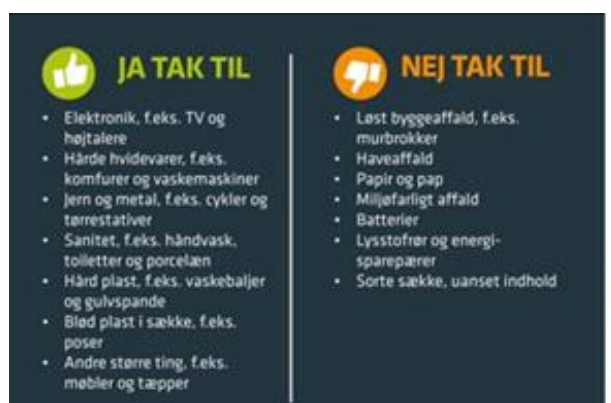 JA TAK TIL
• Elektronik, f.eks. TV og
højtalere
• Hårde hvidevarer, f.eks.
komfurer og vaskemaskiner
• Jern og metal, f.eks. cykler og
tørrestativer
• Sanitet, f.eks. håndvask,
toiletter og porcelæn
• Hård plast, f.eks. vaskebaljer
og gulvspande
• Blød plast i sække, f.eks.
poser
• Andre større ting, f.eks.
møbler og tæpper
NEJ TAK TIL
• Løst byggeaffald, f.eks.
murbrokker
• Haveaffald
• Papir og pap
• Miljøfarligt affald
• Batterier
• Lysstofrør og energi-
sparepærer
• Sorte sække, uanset indhold